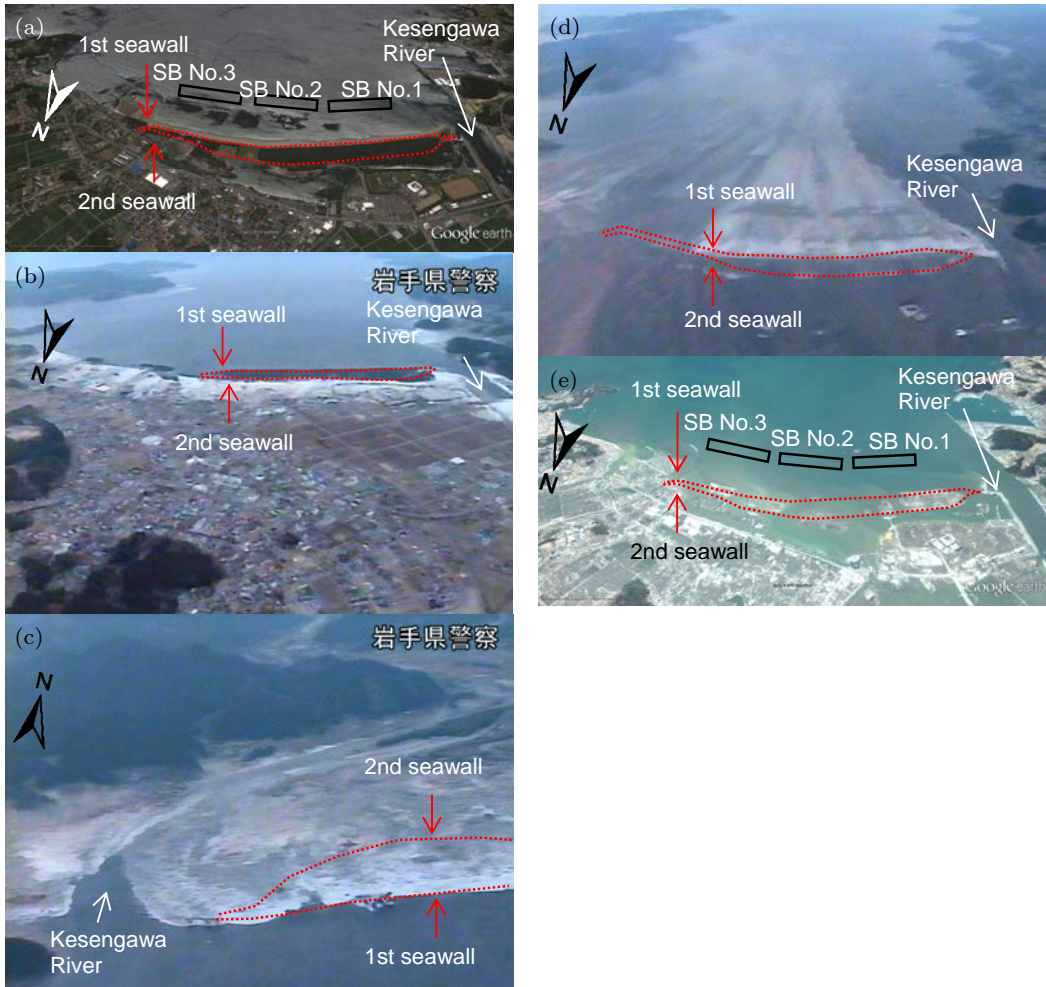 (a)
1st seawall
Kesengawa
River
SB No.3
SB No.2
SB No.1
N
2nd seawall
Google earth
(b)
岩手県警察
1st seawall
Kesengawa
River
N
2nd seawall
(c)
岩手県警察
N
2nd seawall
Kesengawa
River
1st seawall
(d)
N
Kesengawa
River
1st seawall
2nd seawall
(e)
1st seawall
Kesengawa
River
SB No.3
SB No.2
SB No.1
N
2nd seawall
Google earth